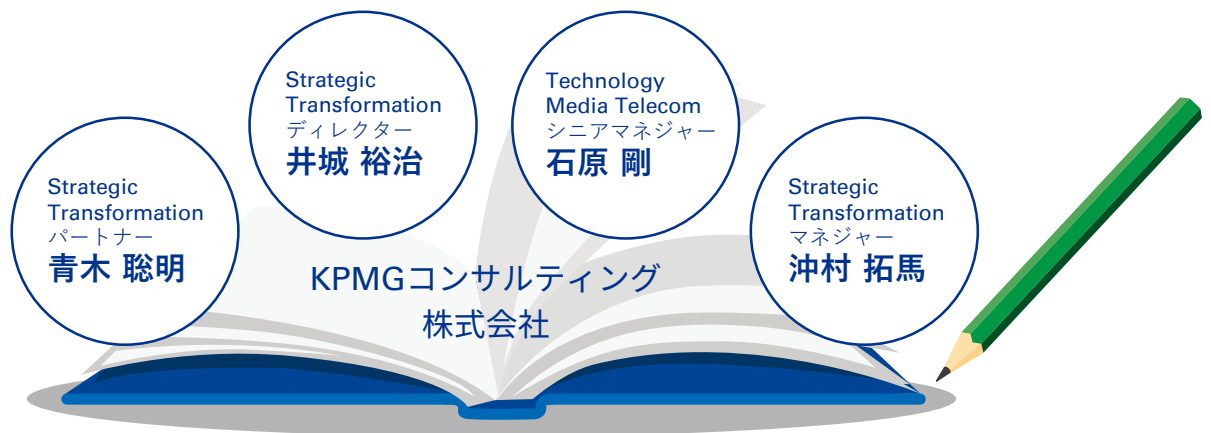 Strategic
Transformation
パートナー
青木 聡明
Strategic
Transformation
ディレクター
井城 裕治
Technology
Media Telecom
シニアマネジャー
石原 剛
Strategic
Transformation
マネジャー
沖村 拓馬
KPMGコンサルティング
株式会社